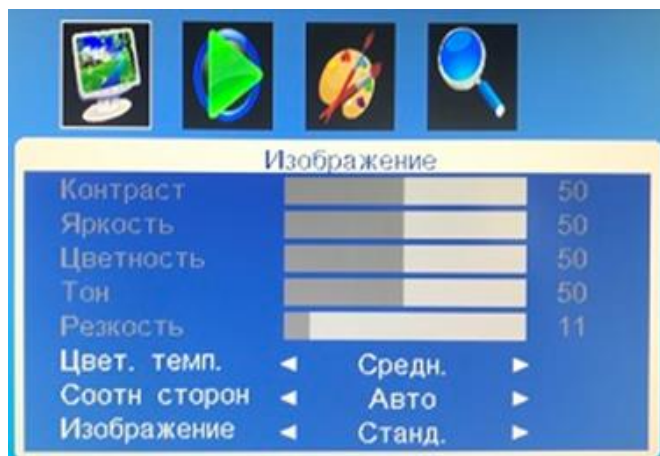 Изображение
Контраст 50
Яркость 50
Цветность 50
Тон 50
Резкость 11
Цвет. темп. Средн.
Соотн сторон Авто
Изображение Станд.